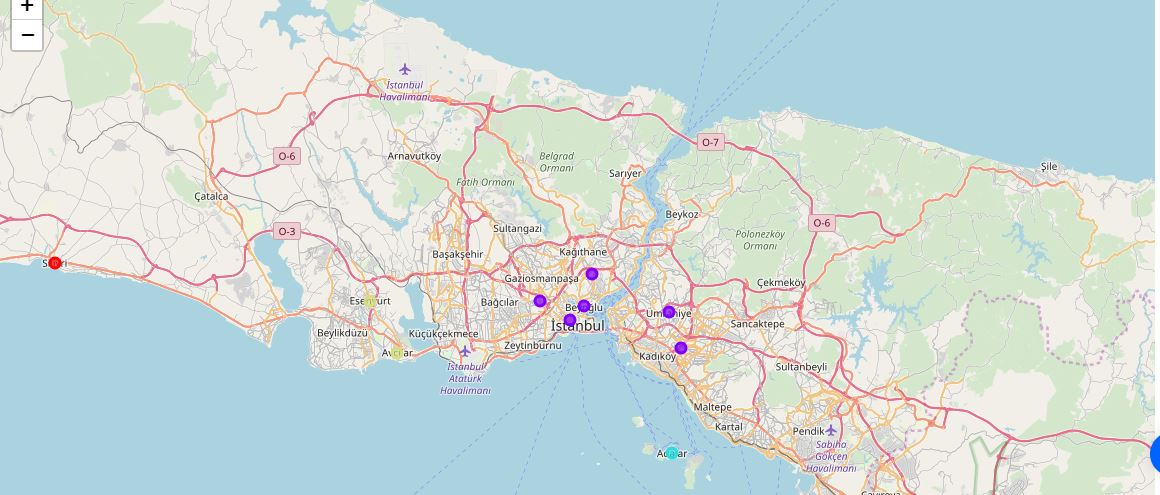 +
−
İstanbul
Havalimanı
O-7
O-6
Arnavutköy
Belgrad
Ormanı
Sarıyer
Şile
Fatih Ormanı
Çatalca
Beykoz
O-6
O-3
Sultangazi
Polonezköy
Ormanı
Başakşehir
Kağıthane
Gaziosmanpaşa
Çekmeköy
Esenyurt
Bağcılar
İstanbul
Sancaktepe
Beylikdüzü
Küçükçekmece
Zeytinburnu
Avcılar
Kadıköy
İstanbul
Atatürk
Havalimanı
Sultanbeyli
Maltepe
Kartal
Pendik
Sabiha
Gökçen
Havalimanı